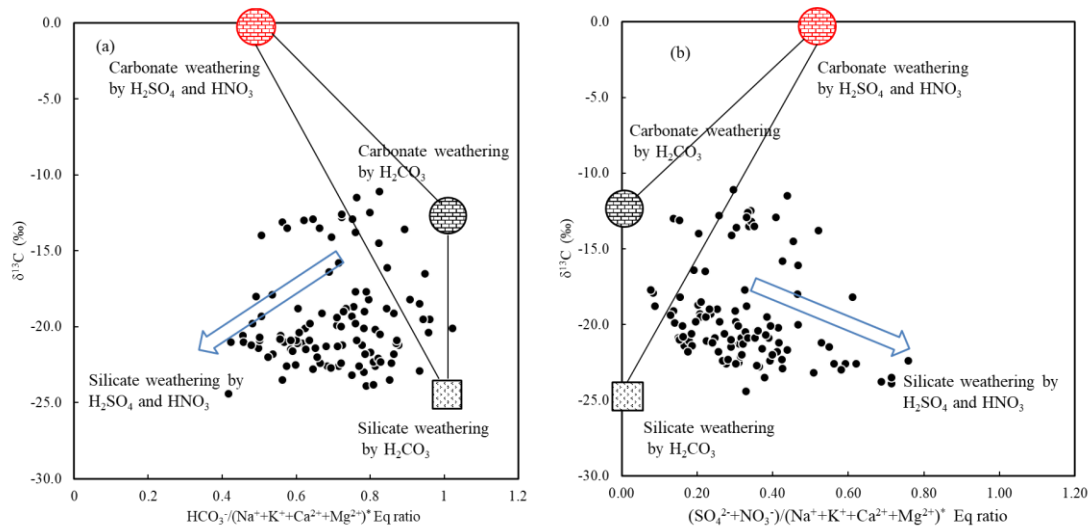 (a)
0.0
-5.0
-10.0
-15.0
-20.0
-25.0
-30.0
δ¹³C (‰)
Carbonate weathering
by H₂SO₄ and HNO₃
Carbonate weathering
by H₂CO₃
Silicate weathering by
H₂SO₄ and HNO₃
Silicate weathering by
H₂CO₃
0
0.2
0.4
0.6
0.8
1
1.2
HCO₃⁻/(Na⁺+K⁺+Ca²⁺+Mg²⁺)* Eq ratio
(b)
0.0
-5.0
-10.0
-15.0
-20.0
-25.0
-30.0
δ¹³C (‰)
Carbonate weathering
by H₂SO₄ and HNO₃
Carbonate weathering
by H₂CO₃
Silicate weathering by
H₂SO₄ and HNO₃
Silicate weathering by
H₂CO₃
0.00
0.20
0.40
0.60
0.80
1.00
1.20
(SO₄²⁻+NO₃⁻)/(Na⁺+K⁺+Ca²⁺+Mg²⁺)* Eq ratio